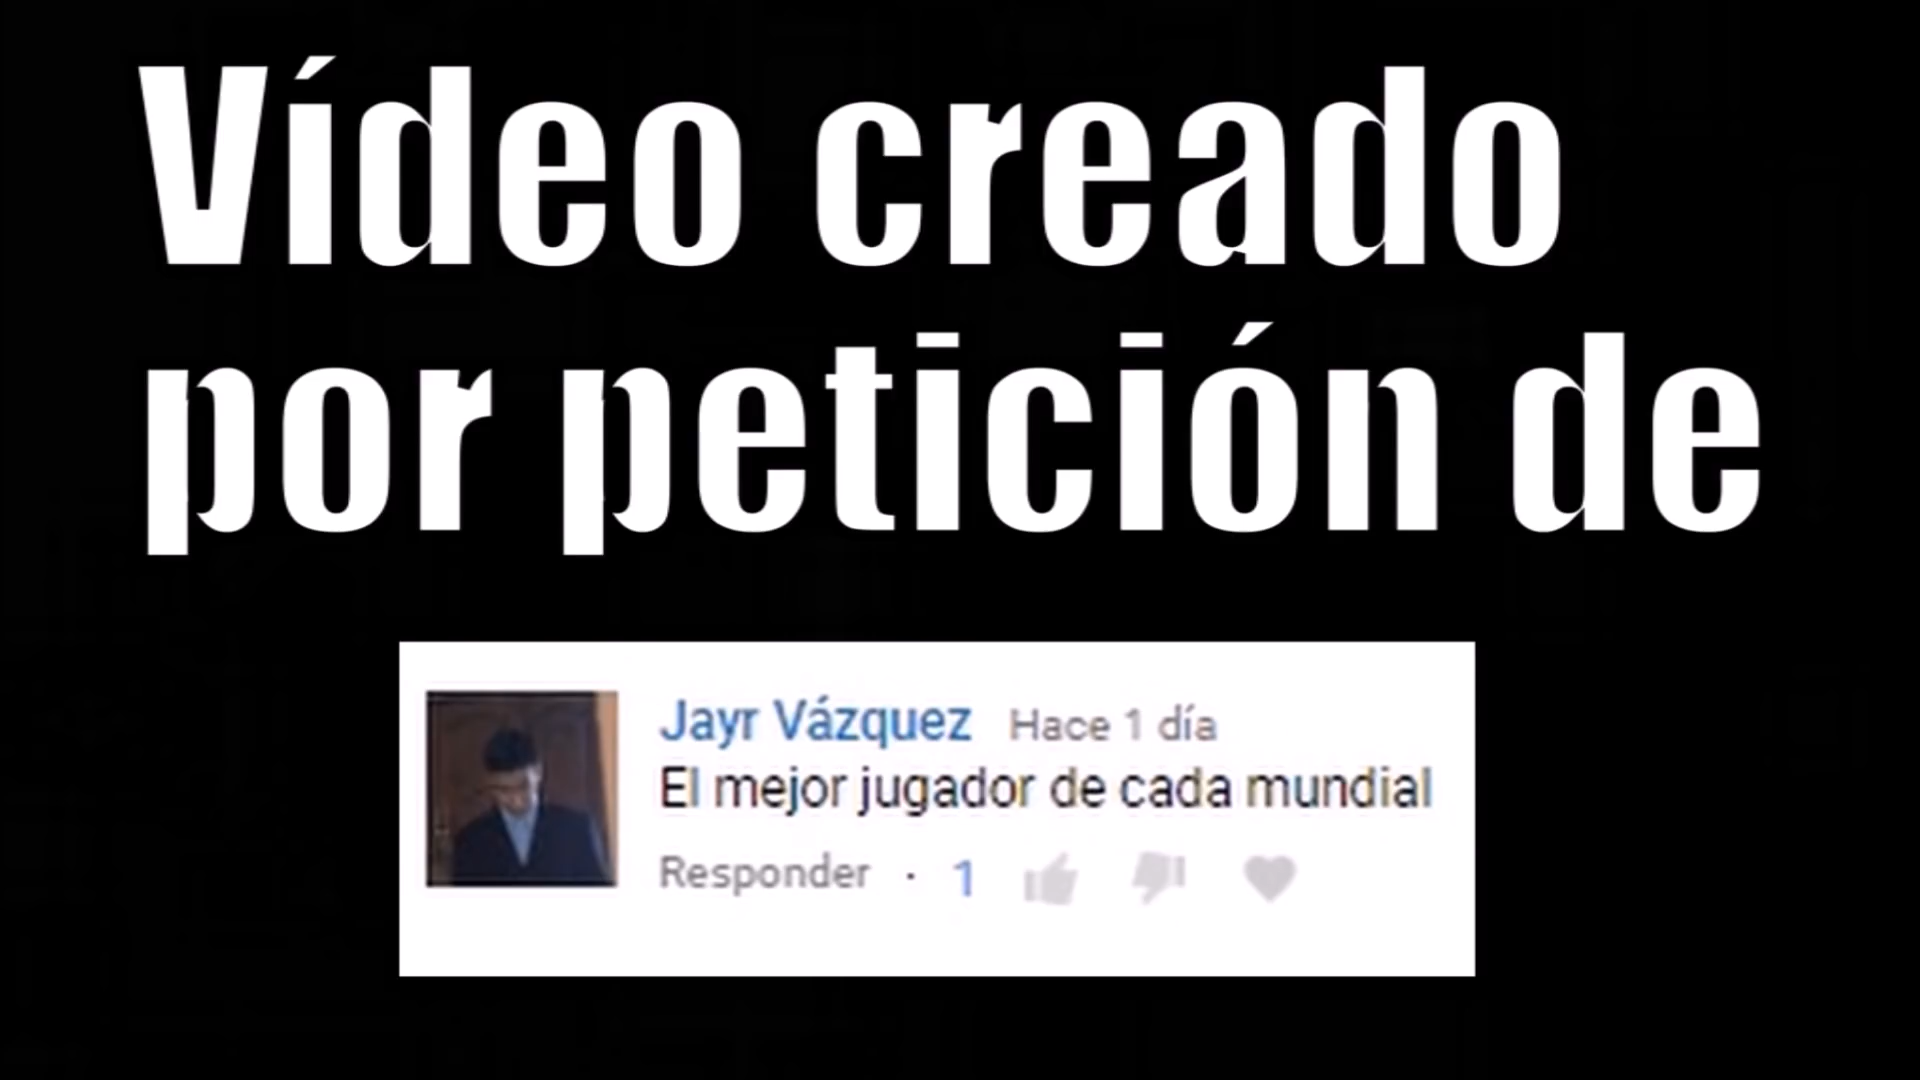 Vídeo creado
por petición de
Jayr Vázquez Hace 1 día
El mejor jugador de cada mundial
Responder · 1